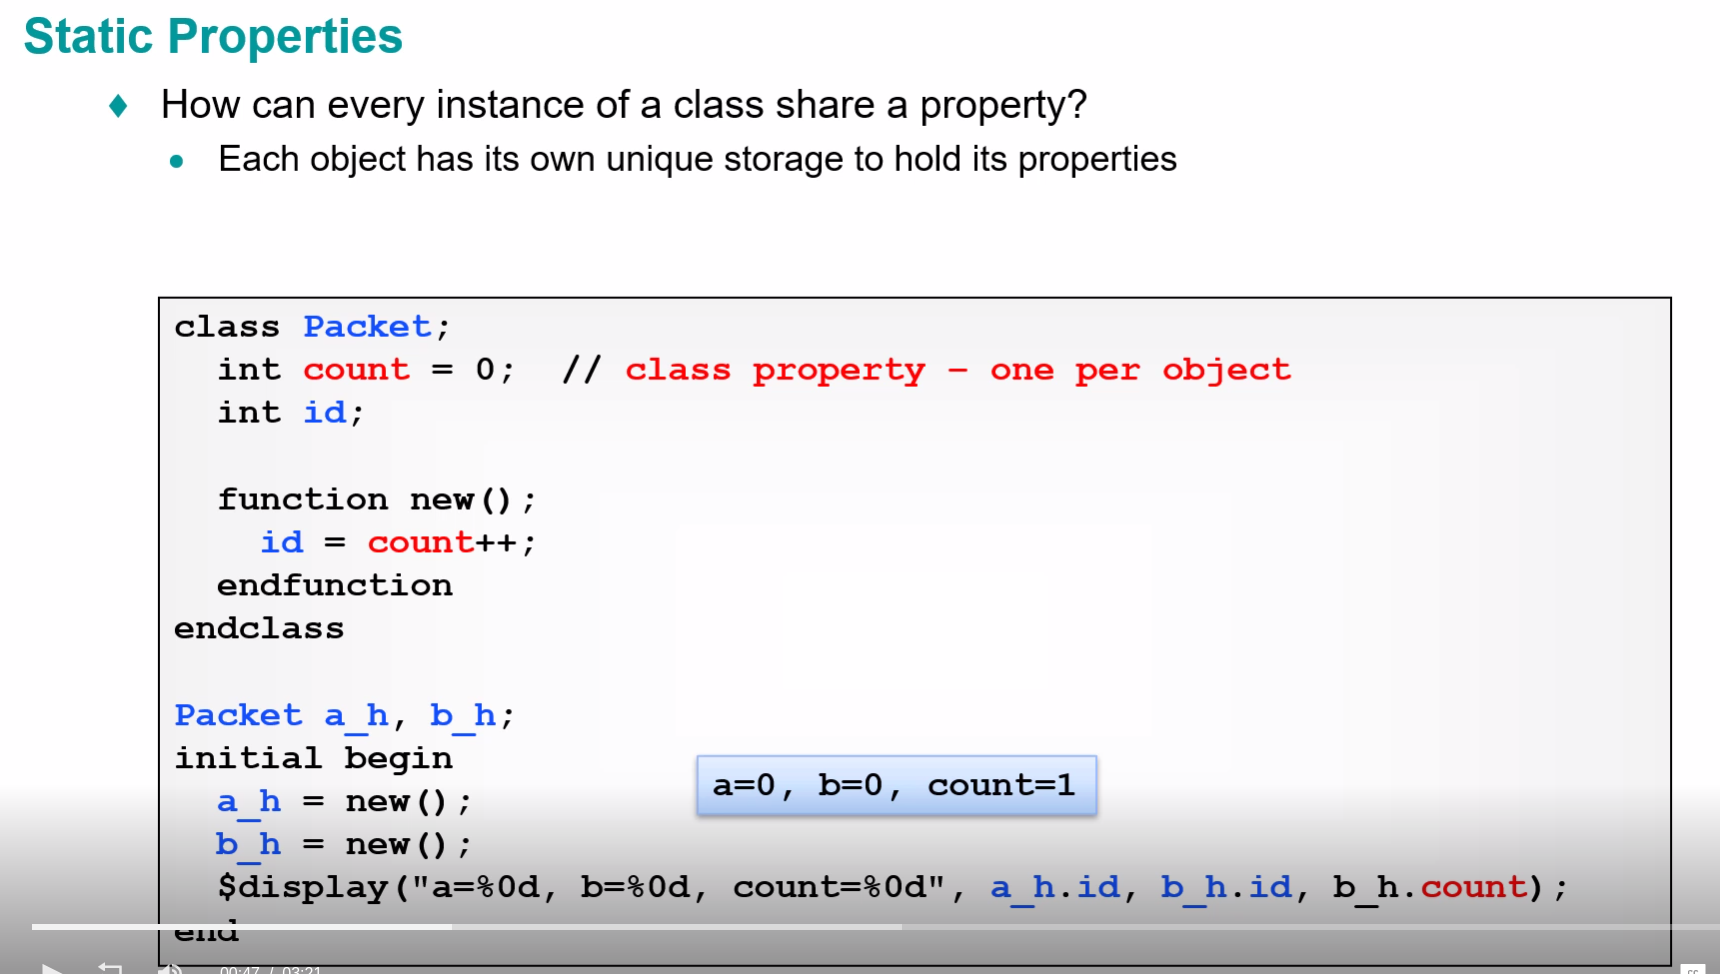 Static Properties
How can every instance of a class share a property?
Each object has its own unique storage to hold its properties
class Packet;
int count = 0; // class property – one per object
int id;
function new();
id = count++;
endfunction
endclass
Packet a_h, b_h;
initial begin
a=0, b=0, count=1
a_h = new();
b_h = new();
$display("a=%0d, b=%0d, count=%0d", a_h.id, b_h.id, b_h.count);
end
00:47 / 03:21